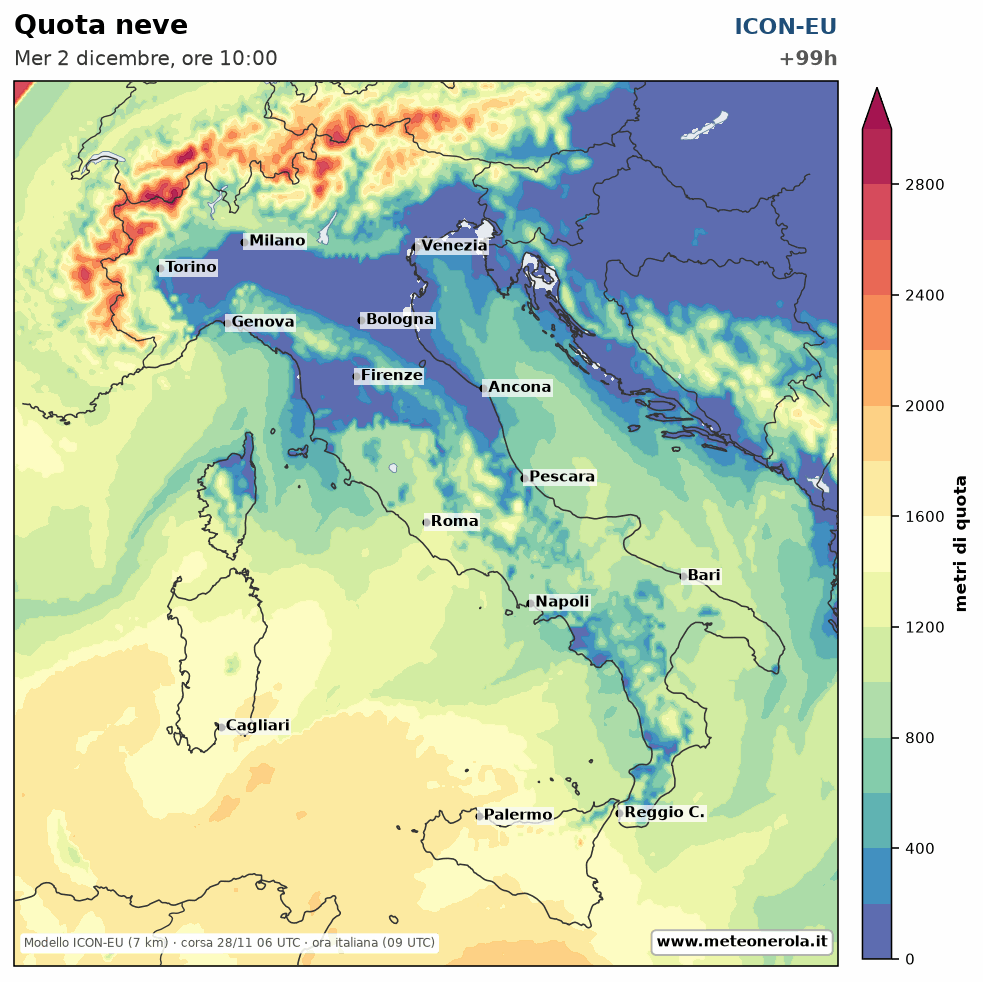 Quota neve
ICON-EU
Mer 2 dicembre, ore 10:00
+99h
Milano
Venezia
Torino
Genova
Bologna
Firenze
Ancona
Pescara
Roma
Bari
Napoli
Cagliari
Palermo
Reggio C.
2800
2400
2000
1600
1200
800
400
0
metri di quota
Modello ICON-EU (7 km) · corsa 28/11 06 UTC · ora italiana (09 UTC)
www.meteonerola.it